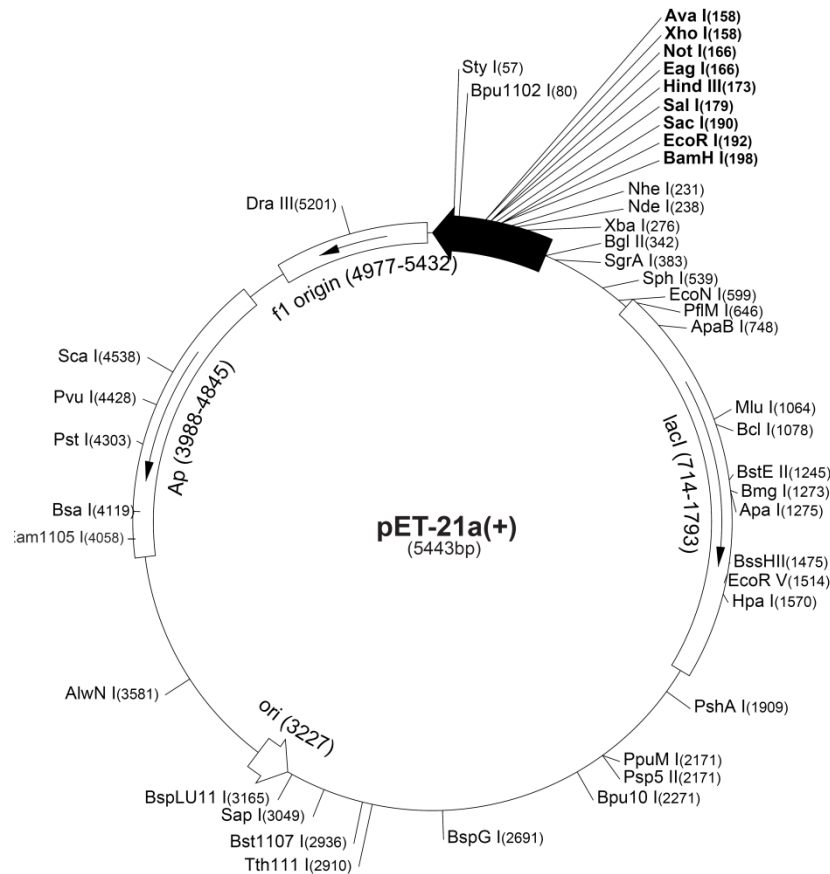 Ava I(158)
Xho I(158)
Not I(166)
Eag I(166)
Hind III(173)
Sal I(179)
Sac I(190)
EcoR I(192)
BamH I(198)
Sty I(57)
Bpu1102 I(80)
Nhe I(231)
Nde I(238)
Xba I(276)
Bgl II(342)
SgrA I(383)
Sph I(539)
EcoN I(599)
PflM I(646)
ApaB I(748)
Dra III(5201)
f1 origin (4977-5432)
Sca I(4538)
Pvu I(4428)
Pst I(4303)
Bsa I(4119)
Eam1105 I(4058)
Ap (3988-4845)
Mlu I(1064)
Bcl I(1078)
BstE II(1245)
Bmg I(1273)
Apa I(1275)
lacI (714-1793)
BssHII(1475)
EcoR V(1514)
Hpa I(1570)
pET-21a(+)
(5443bp)
AlwN I(3581)
ori (3227)
PshA I(1909)
PpuM I(2171)
Psp5 II(2171)
Bpu10 I(2271)
BspLU11 I(3165)
Sap I(3049)
Bst1107 I(2936)
Tth111 I(2910)
BspG I(2691)